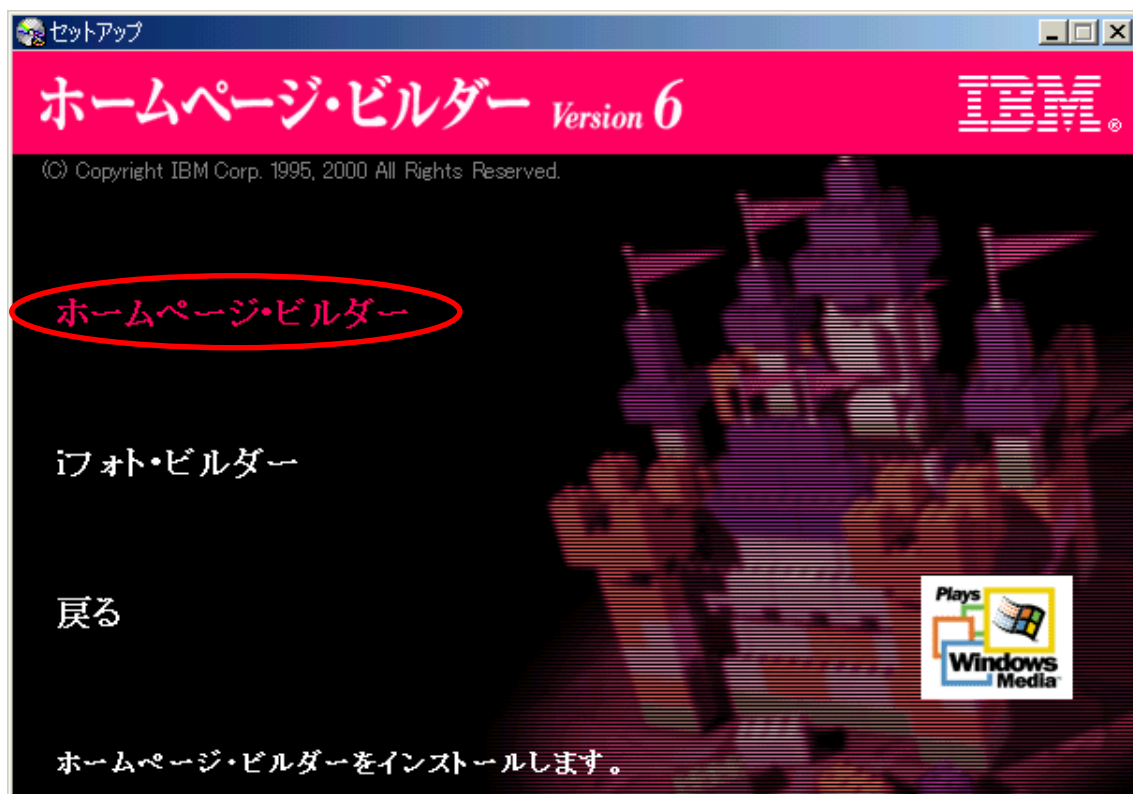 セットアップ
ホームページ・ビルダー Version 6
IBM®
(C) Copyright IBM Corp. 1995, 2000 All Rights Reserved.
ホームページ・ビルダー
iフォト・ビルダー
戻る
Plays
Windows
Media
ホームページ・ビルダーをインストールします。